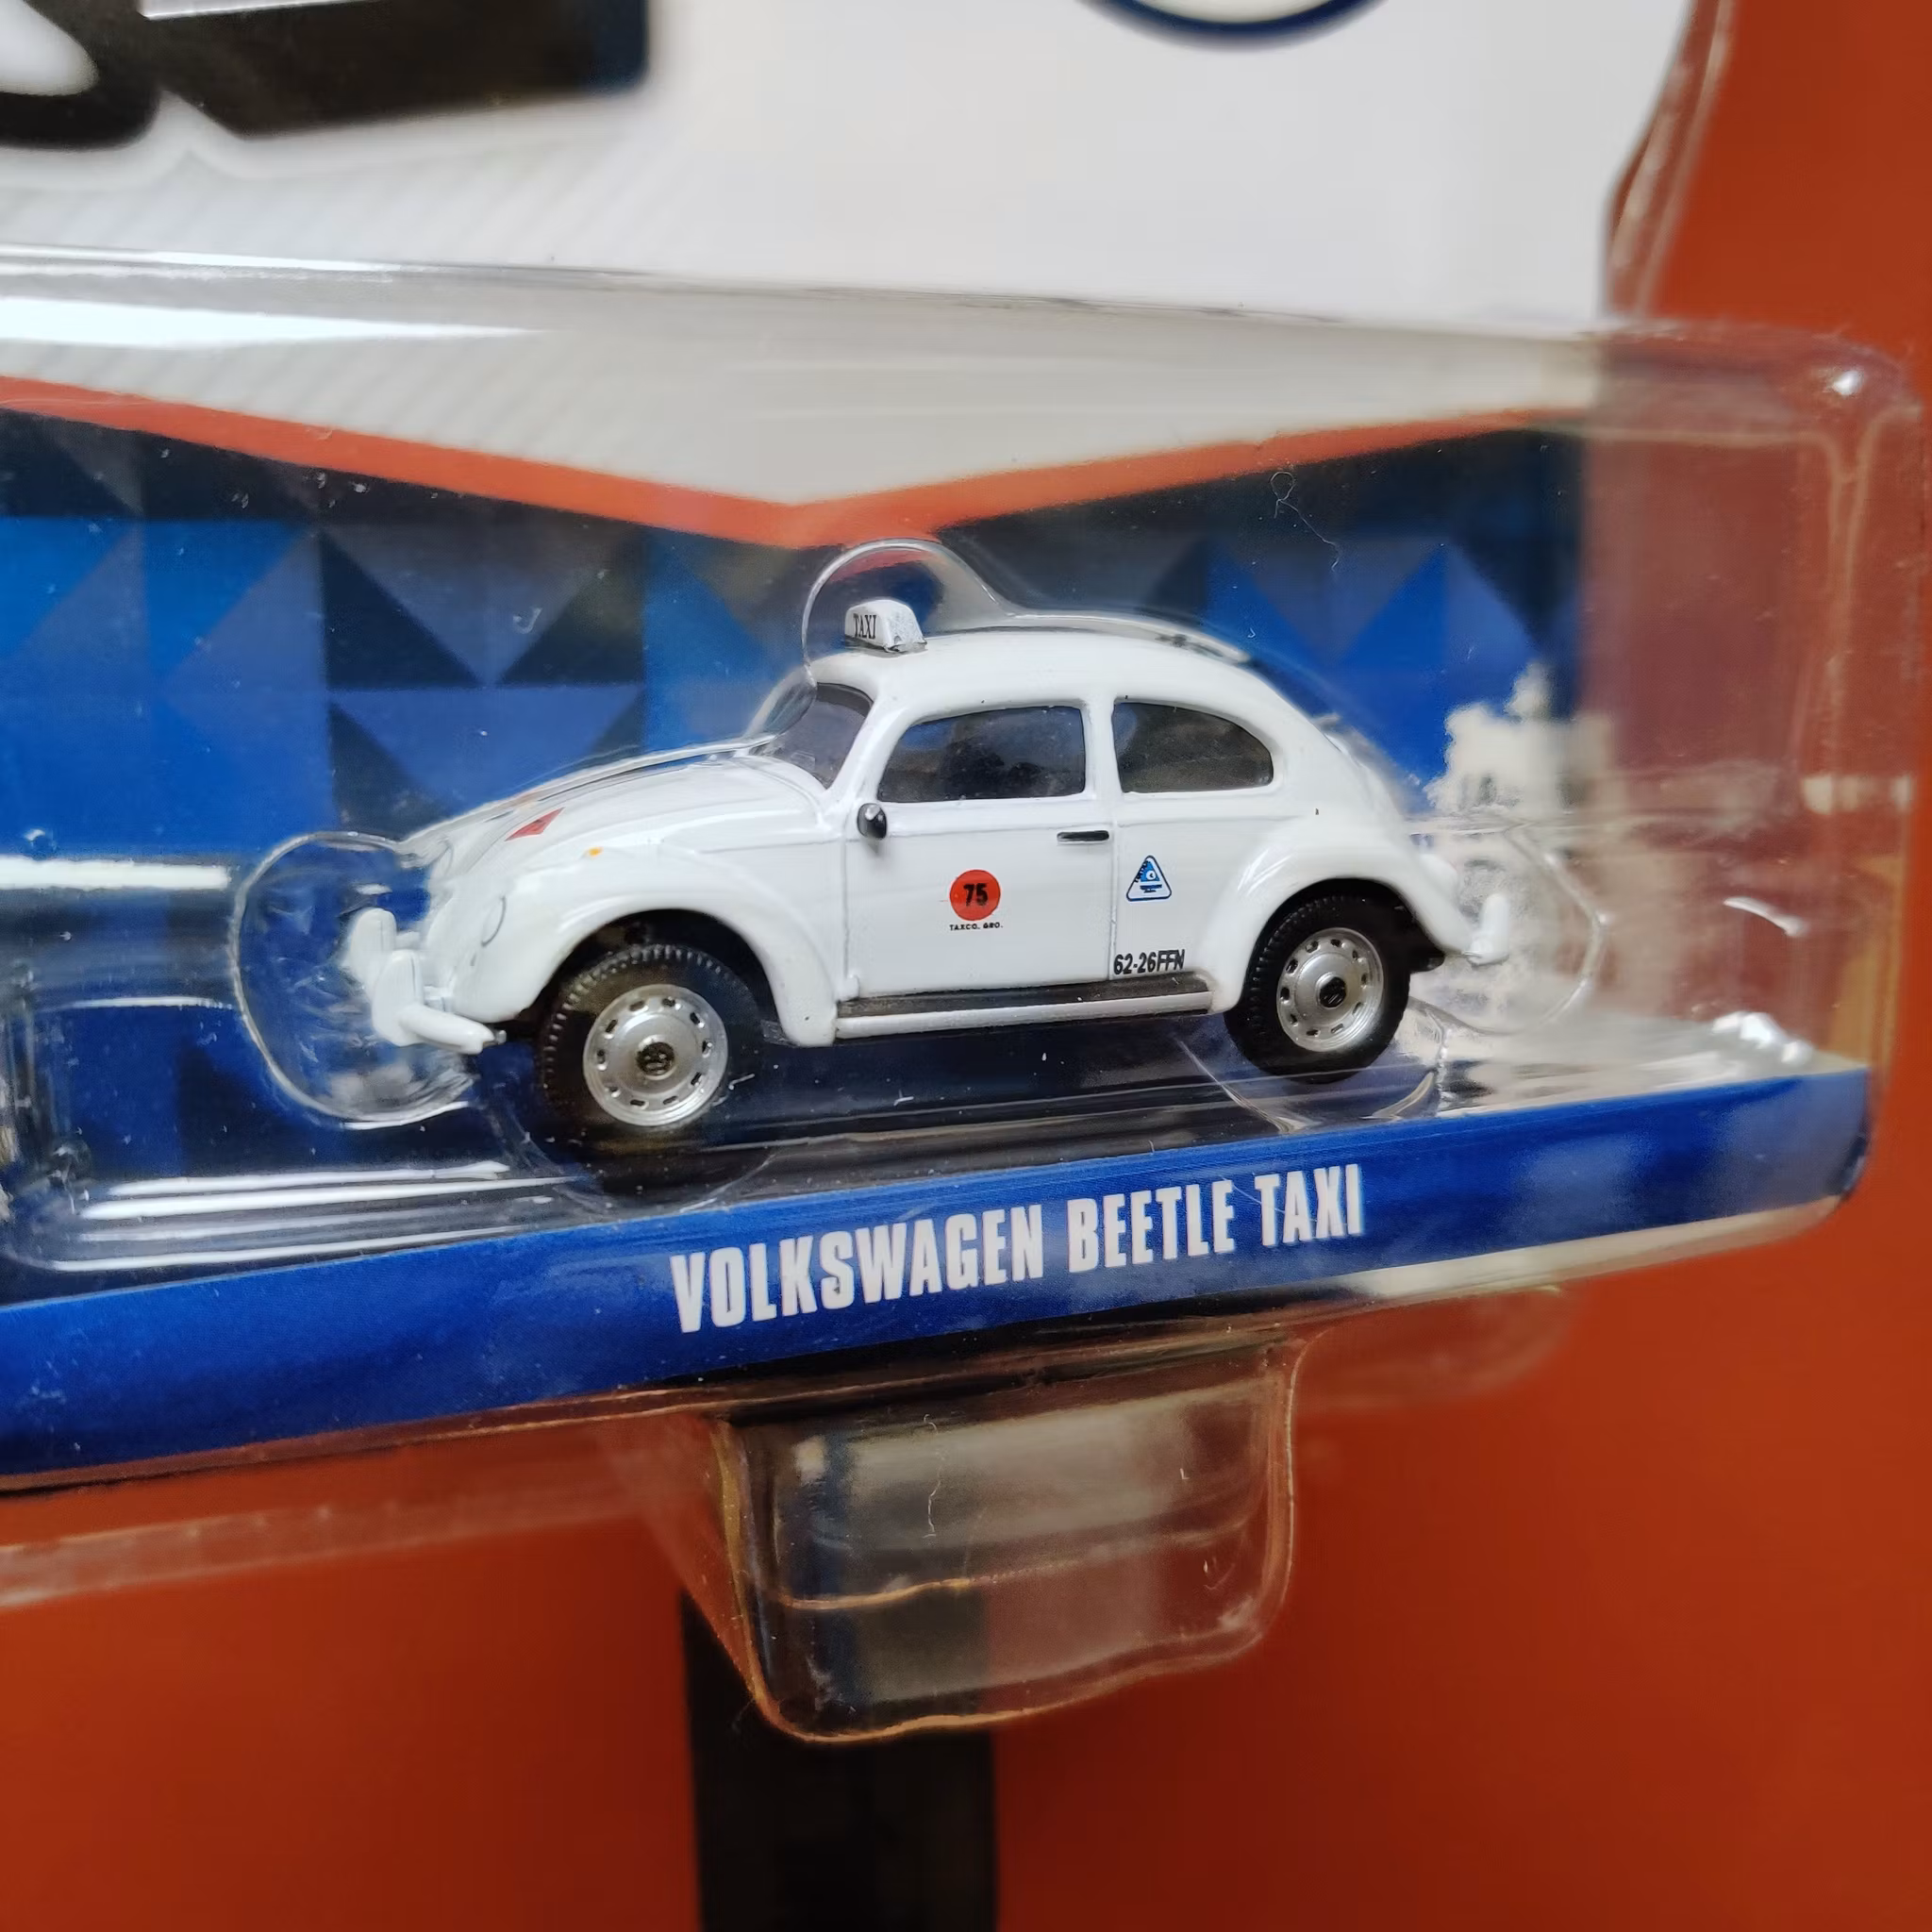 TAXI
75
TAXCO. GRO.
62-26FFN
VOLKSWAGEN BEETLE TAXI